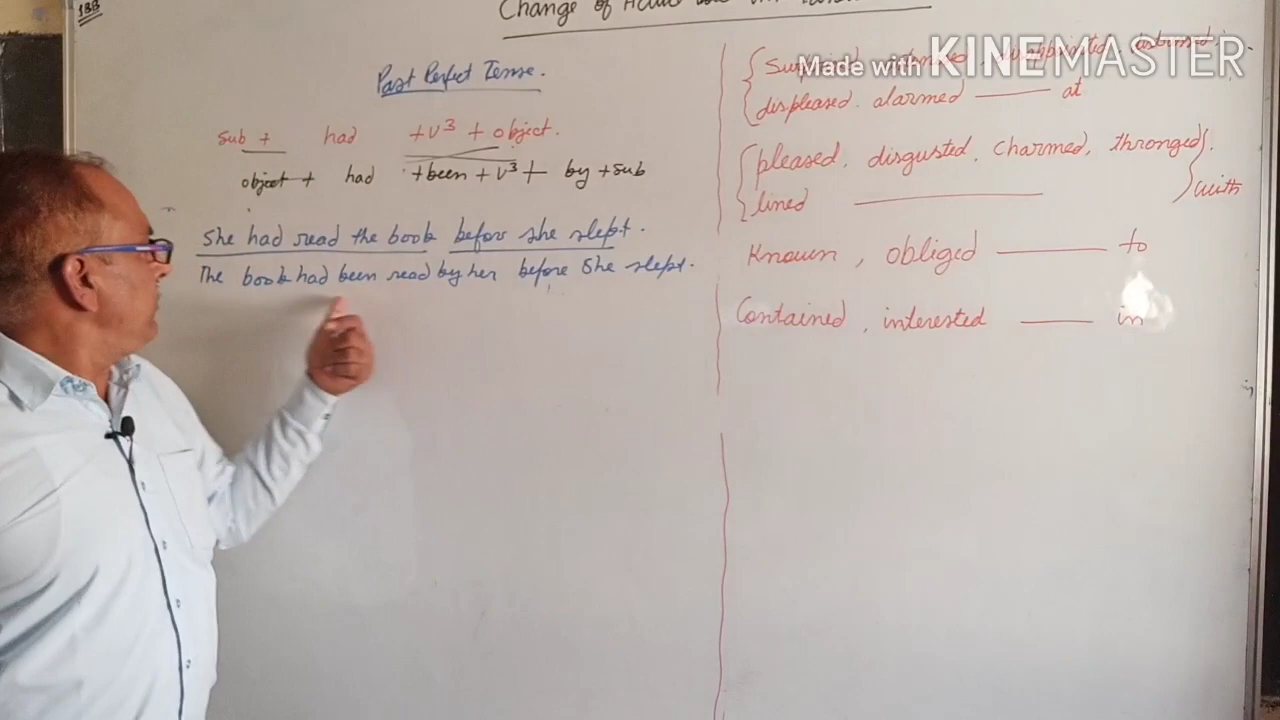 188
Change of
Past Perfect Tense.
Sub + had + v3 + object.
object + had + been + v3 + by + sub
She had read the book before she slept.
The book had been read by her before She slept.
Made with KINEMASTER
displeased. alarmed at
pleased, disgusted, charmed, thronged
lined with
Known, obliged to
Contained, interested in